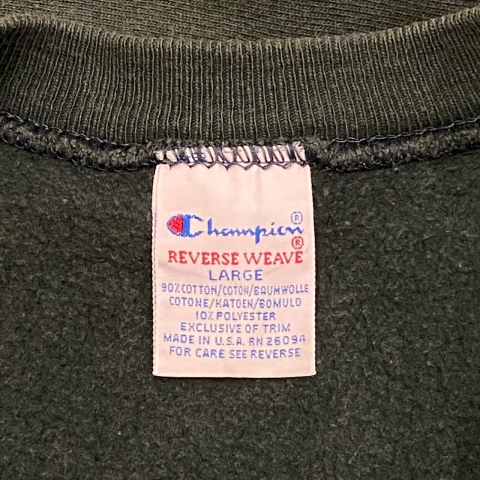 Champion®
REVERSE WEAVE®
LARGE
90% COTTON/COTON/BAUMWOLLE
COTONE/KATOEN/BOMULD
10% POLYESTER
EXCLUSIVE OF TRIM
MADE IN U.S.A. RN 26094
FOR CARE SEE REVERSE